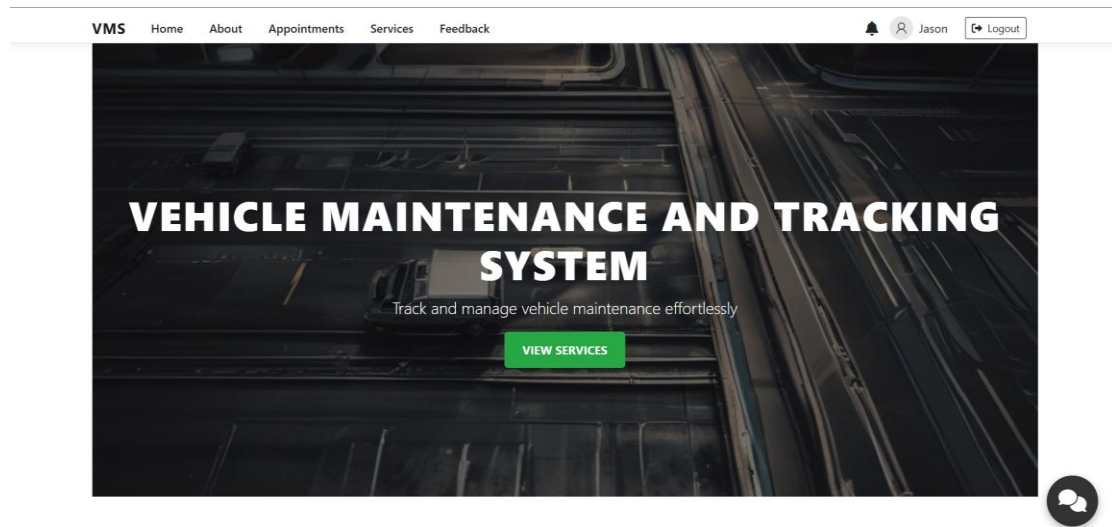 VMS Home About Appointments Services Feedback Jason Logout
VEHICLE MAINTENANCE AND TRACKING
SYSTEM
Track and manage vehicle maintenance effortlessly
VIEW SERVICES